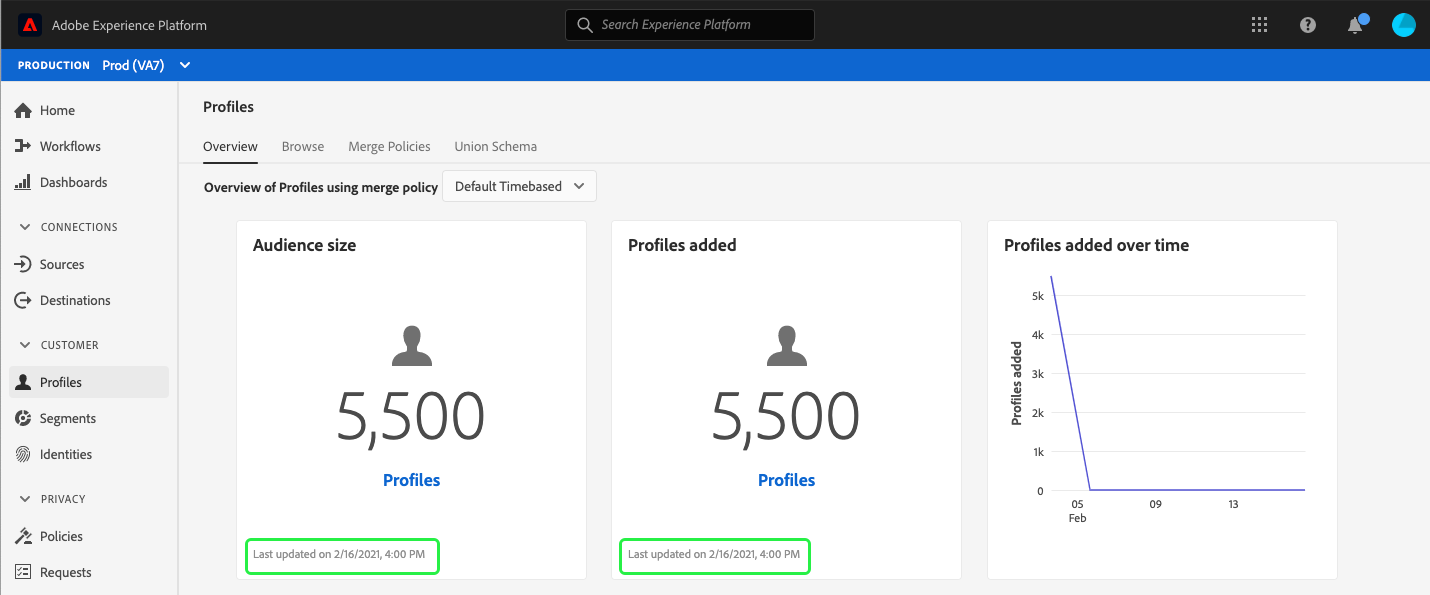 Adobe Experience Platform
Search Experience Platform
PRODUCTION Prod (VA7)
Home
Workflows
Dashboards
CONNECTIONS
Sources
Destinations
CUSTOMER
Profiles
Segments
Identities
PRIVACY
Policies
Requests
Profiles
Overview Browse Merge Policies Union Schema
Overview of Profiles using merge policy Default Timebased
Audience size
5,500
Profiles
Last updated on 2/16/2021, 4:00 PM
Profiles added
5,500
Profiles
Last updated on 2/16/2021, 4:00 PM
Profiles added over time
Profiles added
5k
4k
3k
2k
1k
0
05 09 13
Feb